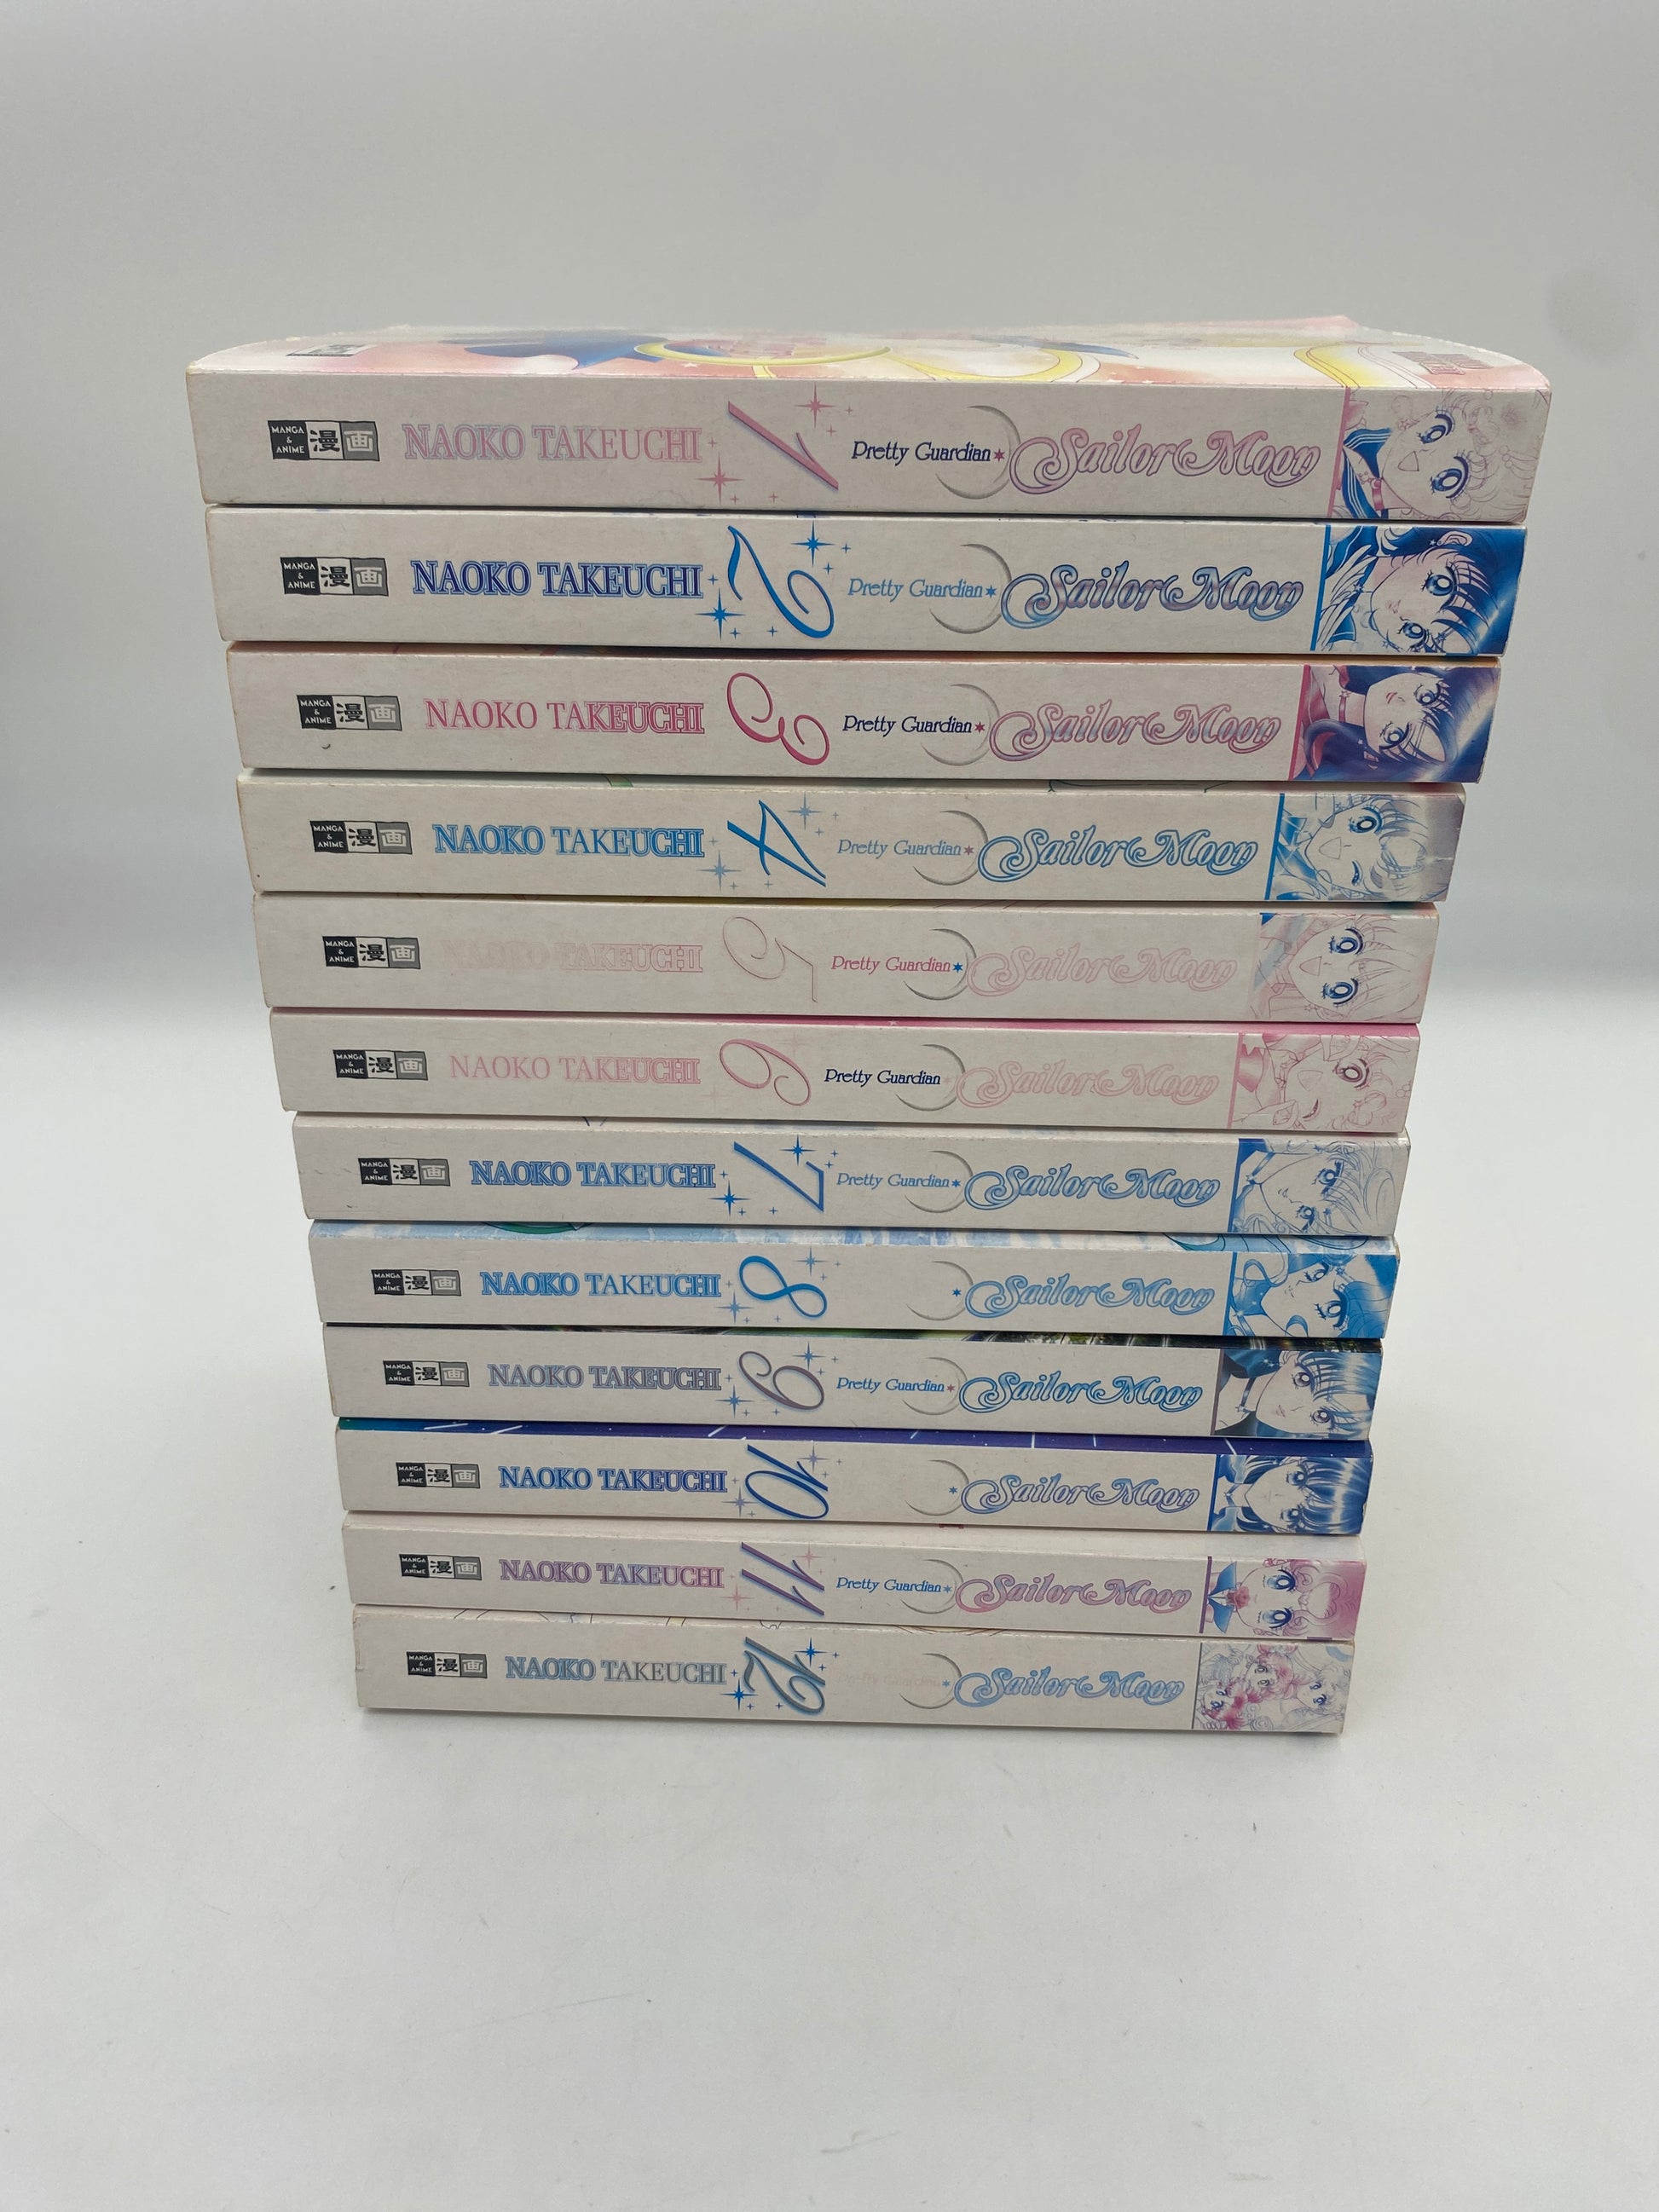 MANGA & ANIME 漫画 NAOKO TAKEUCHI 1 Pretty Guardian Sailor Moon
MANGA & ANIME 漫画 NAOKO TAKEUCHI 2 Pretty Guardian Sailor Moon
MANGA & ANIME 漫画 NAOKO TAKEUCHI 3 Pretty Guardian Sailor Moon
MANGA & ANIME 漫画 NAOKO TAKEUCHI 4 Pretty Guardian Sailor Moon
MANGA & ANIME 漫画 NAOKO TAKEUCHI 5 Pretty Guardian Sailor Moon
MANGA & ANIME 漫画 NAOKO TAKEUCHI 6 Pretty Guardian Sailor Moon
MANGA & ANIME 漫画 NAOKO TAKEUCHI 7 Pretty Guardian Sailor Moon
MANGA & ANIME 漫画 NAOKO TAKEUCHI 8 Sailor Moon
MANGA & ANIME 漫画 NAOKO TAKEUCHI 9 Pretty Guardian Sailor Moon
MANGA & ANIME 漫画 NAOKO TAKEUCHI 10 Sailor Moon
MANGA & ANIME 漫画 NAOKO TAKEUCHI 11 Pretty Guardian Sailor Moon
MANGA & ANIME 漫画 NAOKO TAKEUCHI 12 Guardian Sailor Moon